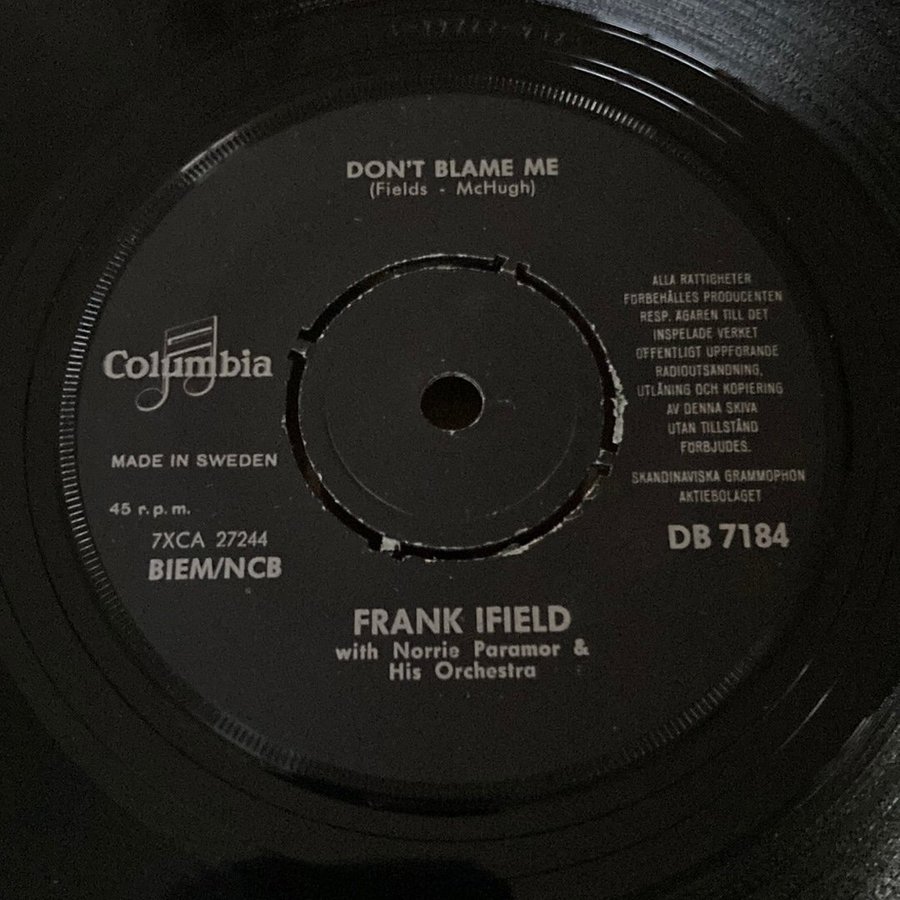 DON'T BLAME ME
(Fields - McHugh)
Columbia
MADE IN SWEDEN
45 r.p.m.
7XCA 27244
BIEM/NCB
ALLA RÄTTIGHETER
FÖRBEHÅLLES PRODUCENTEN
RESP. ÄGAREN TILL DET
INSPELADE VERKET
OFFENTLIGT UPPFÖRANDE
RADIOUTSÄNDNING,
UTLÅNING OCH KOPIERING
AV DENNA SKIVA
UTAN TILLSTÅND
FÖRBJUDES.
SKANDINAVISKA GRAMMOPHON
AKTIEBOLAGET
DB 7184
FRANK IFIELD
with Norrie Paramor &
His Orchestra